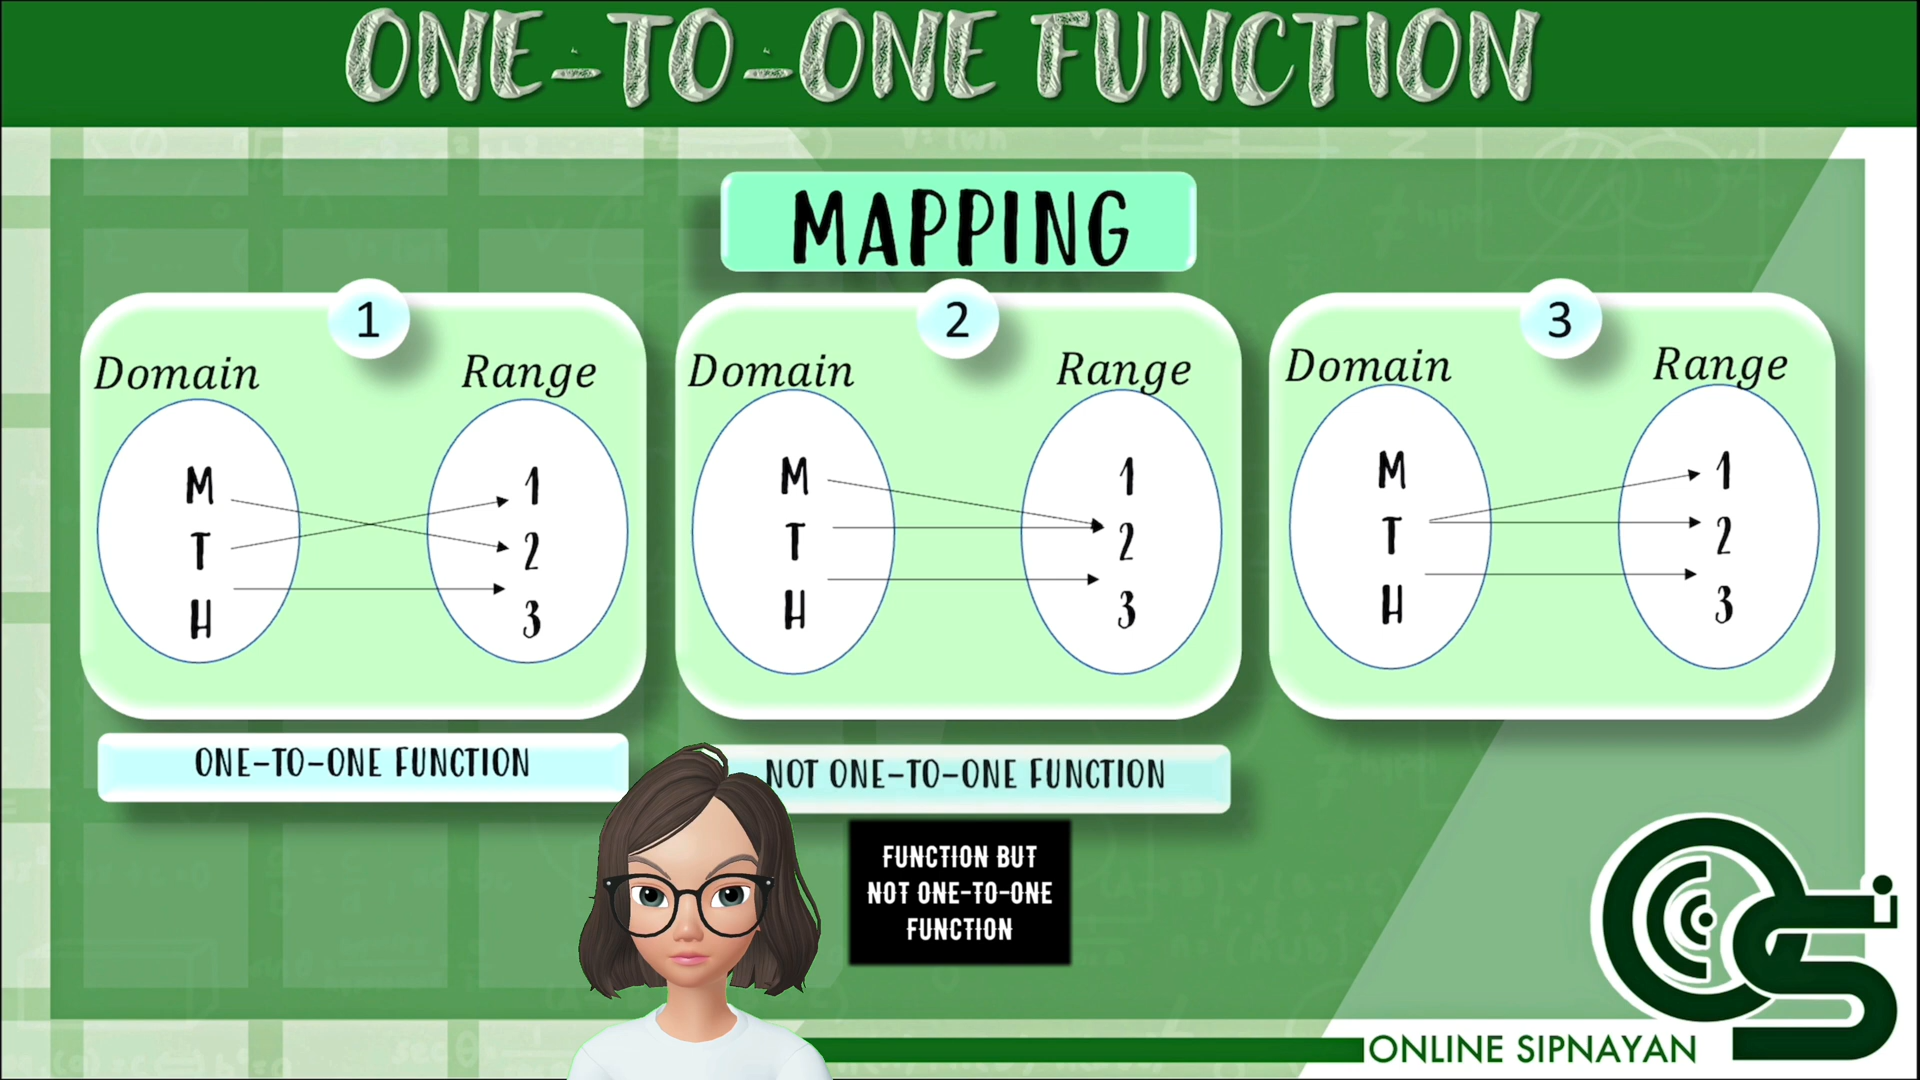 ONE-TO-ONE FUNCTION
MAPPING
1
Domain Range
M 1
T 2
H 3
ONE-TO-ONE FUNCTION
2
Domain Range
M 1
T 2
H 3
NOT ONE-TO-ONE FUNCTION
FUNCTION BUT
NOT ONE-TO-ONE
FUNCTION
3
Domain Range
M 1
T 2
H 3
ONLINE SIPNAYAN